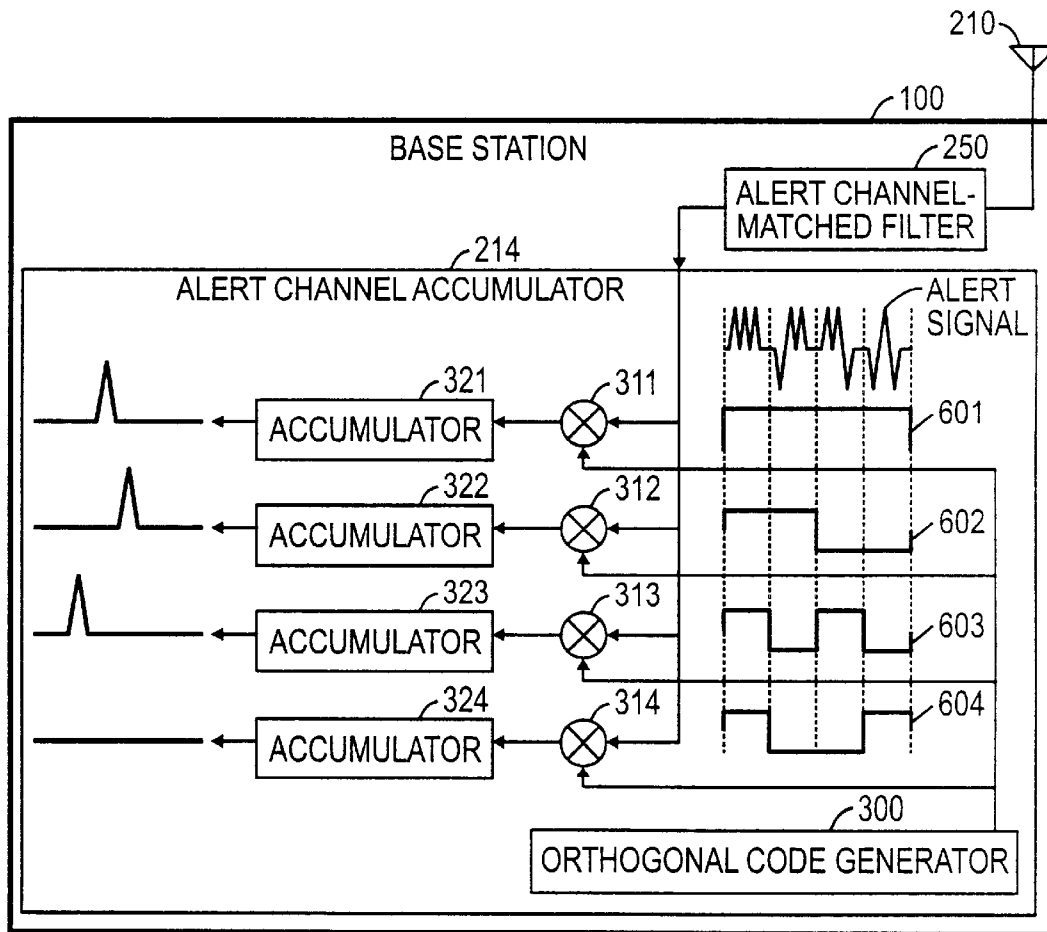 210
100
BASE STATION
250
ALERT CHANNEL-
MATCHED FILTER
214
ALERT CHANNEL ACCUMULATOR
ALERT
SIGNAL
321
ACCUMULATOR
311
601
322
ACCUMULATOR
312
602
323
ACCUMULATOR
313
603
324
ACCUMULATOR
314
604
300
ORTHOGONAL CODE GENERATOR